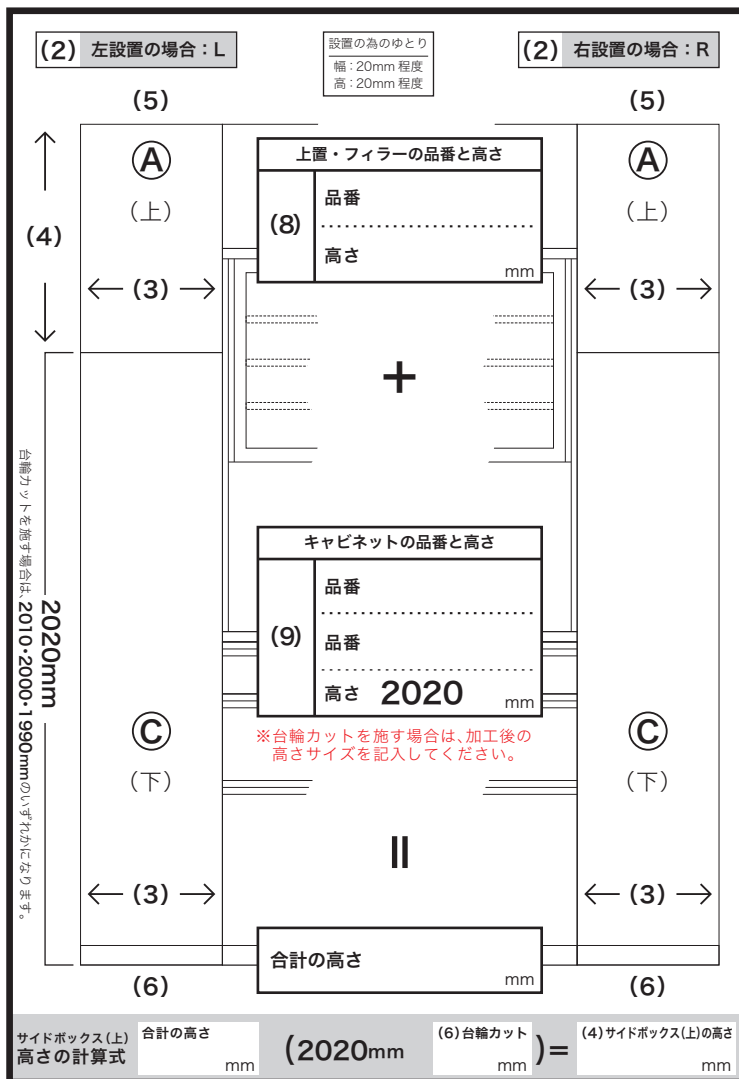 (2) 左設置の場合：L
設置の為のゆとり
幅：20mm 程度
高：20mm 程度
(2) 右設置の場合：R
(5)
(5)
Ⓐ
(上)
Ⓐ
(上)
(4)
(3)
(3)
上置・フィラーの品番と高さ
(8)
品番
高さ
mm
＋
2020mm
台輪カットを施す場合は、2010・2000・1990mmのいずれかになります。
キャビネットの品番と高さ
(9)
品番
品番
高さ 2020 mm
※台輪カットを施す場合は、加工後の
高さサイズを記入してください。
Ⓒ
(下)
Ⓒ
(下)
(3)
(3)
＝
合計の高さ
mm
(6)
(6)
サイドボックス(上)
高さの計算式
合計の高さ
mm
(2020mm
(6)台輪カット
mm
)＝
(4)サイドボックス(上)の高さ
mm